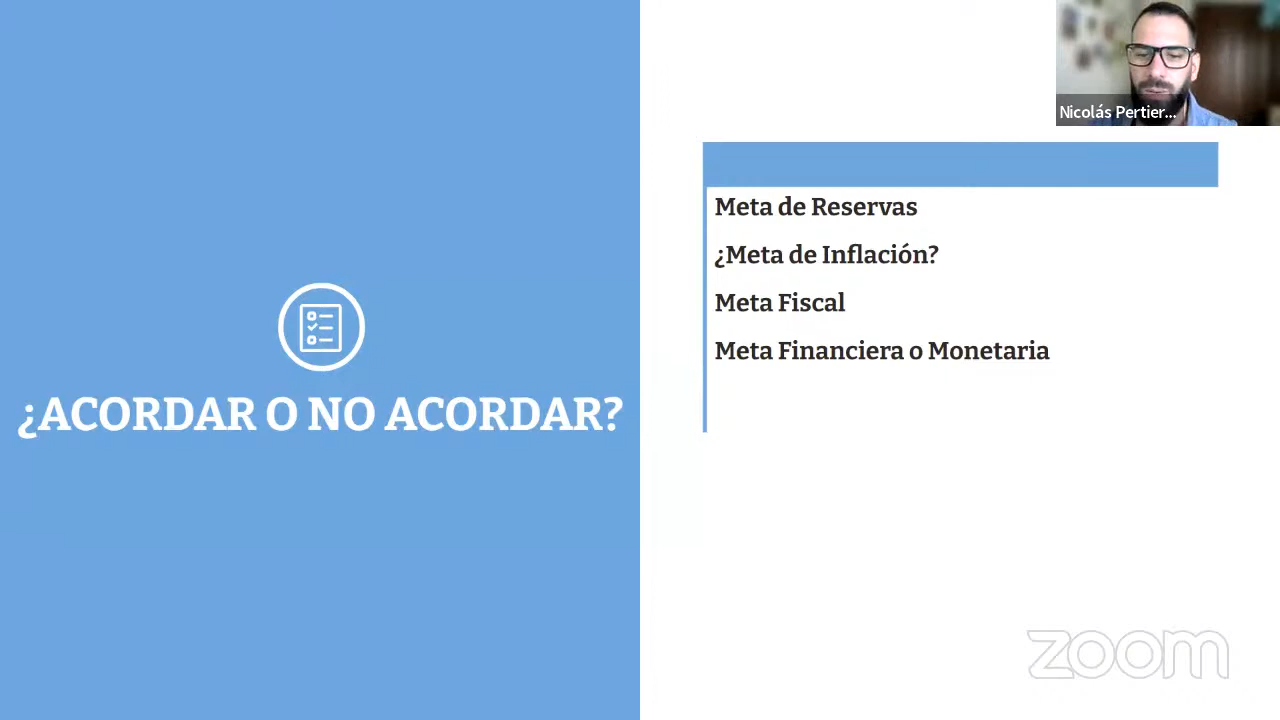 Nicolás Pertier...
Meta de Reservas
¿Meta de Inflación?
Meta Fiscal
Meta Financiera o Monetaria
¿ACORDAR O NO ACORDAR?
zoom